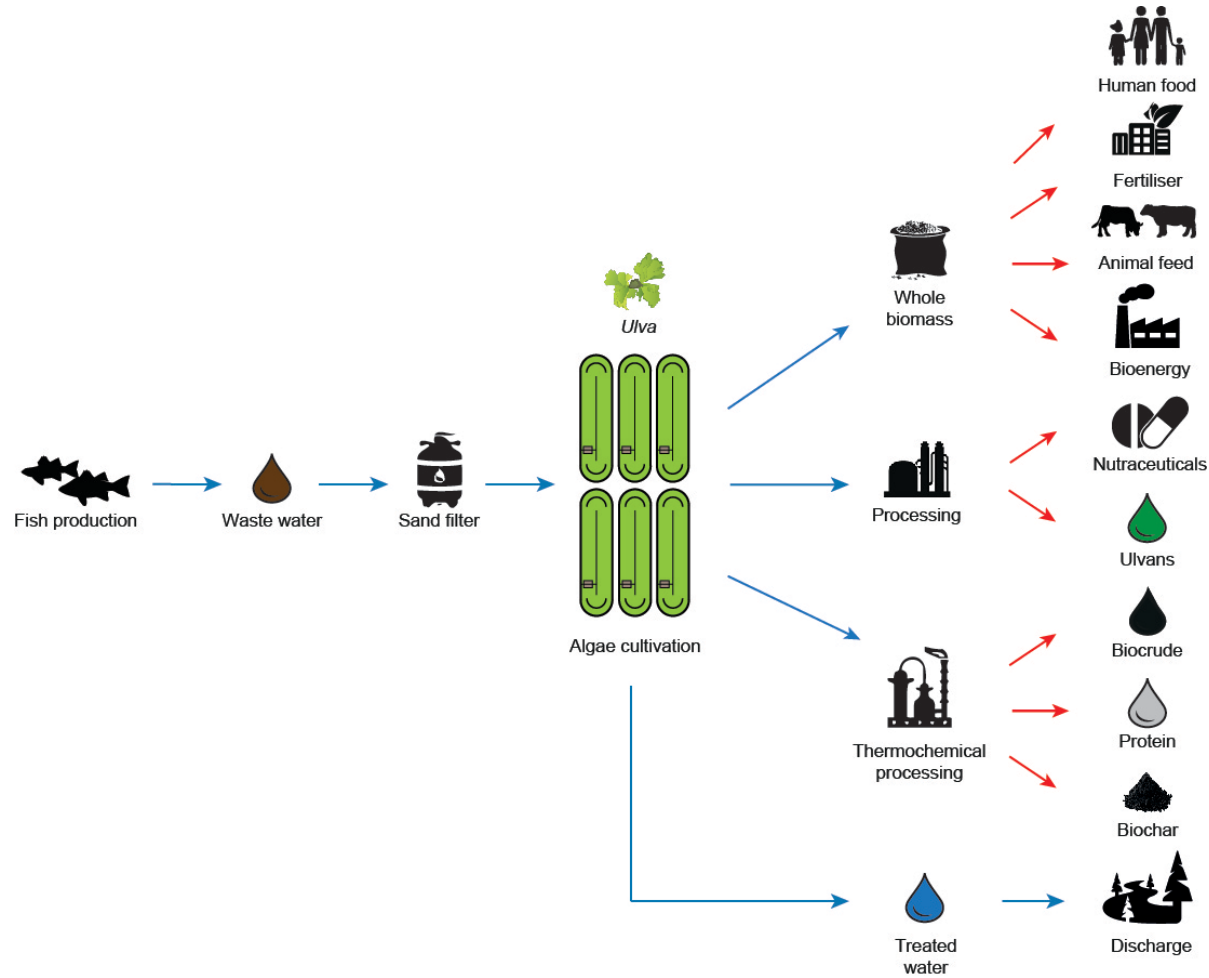 Human food
Fertiliser
Animal feed
Bioenergy
Ulva
Whole
biomass
Nutraceuticals
Fish production
Waste water
Sand filter
Processing
Ulvans
Algae cultivation
Biocrude
Thermochemical
processing
Protein
Biochar
Treated
water
Discharge